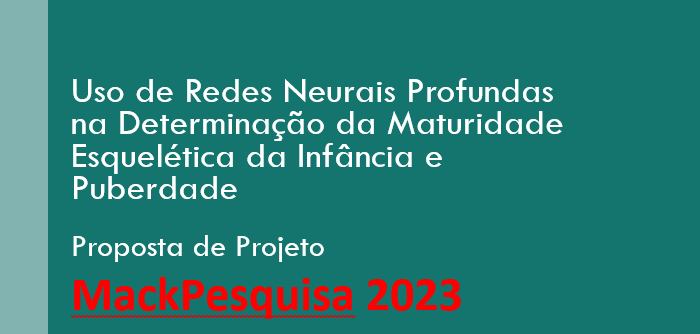 Uso de Redes Neurais Profundas
na Determinação da Maturidade
Esquelética da Infância e
Puberdade
Proposta de Projeto
MackPesquisa 2023